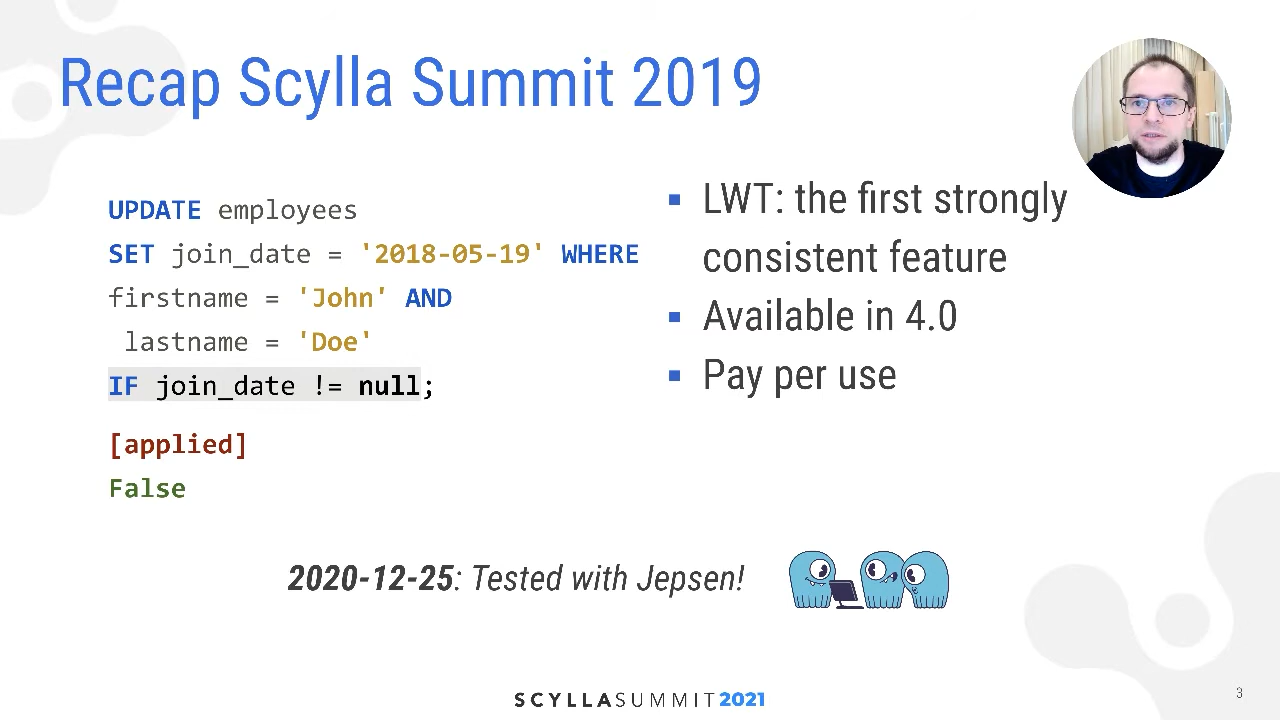 Recap Scylla Summit 2019
UPDATE employees
SET join_date = '2018-05-19' WHERE
firstname = 'John' AND
lastname = 'Doe'
IF join_date != null;
[applied]
False
▪ LWT: the first strongly
consistent feature
▪ Available in 4.0
▪ Pay per use
2020-12-25: Tested with Jepsen!
SCYLLASUMMIT2021
3